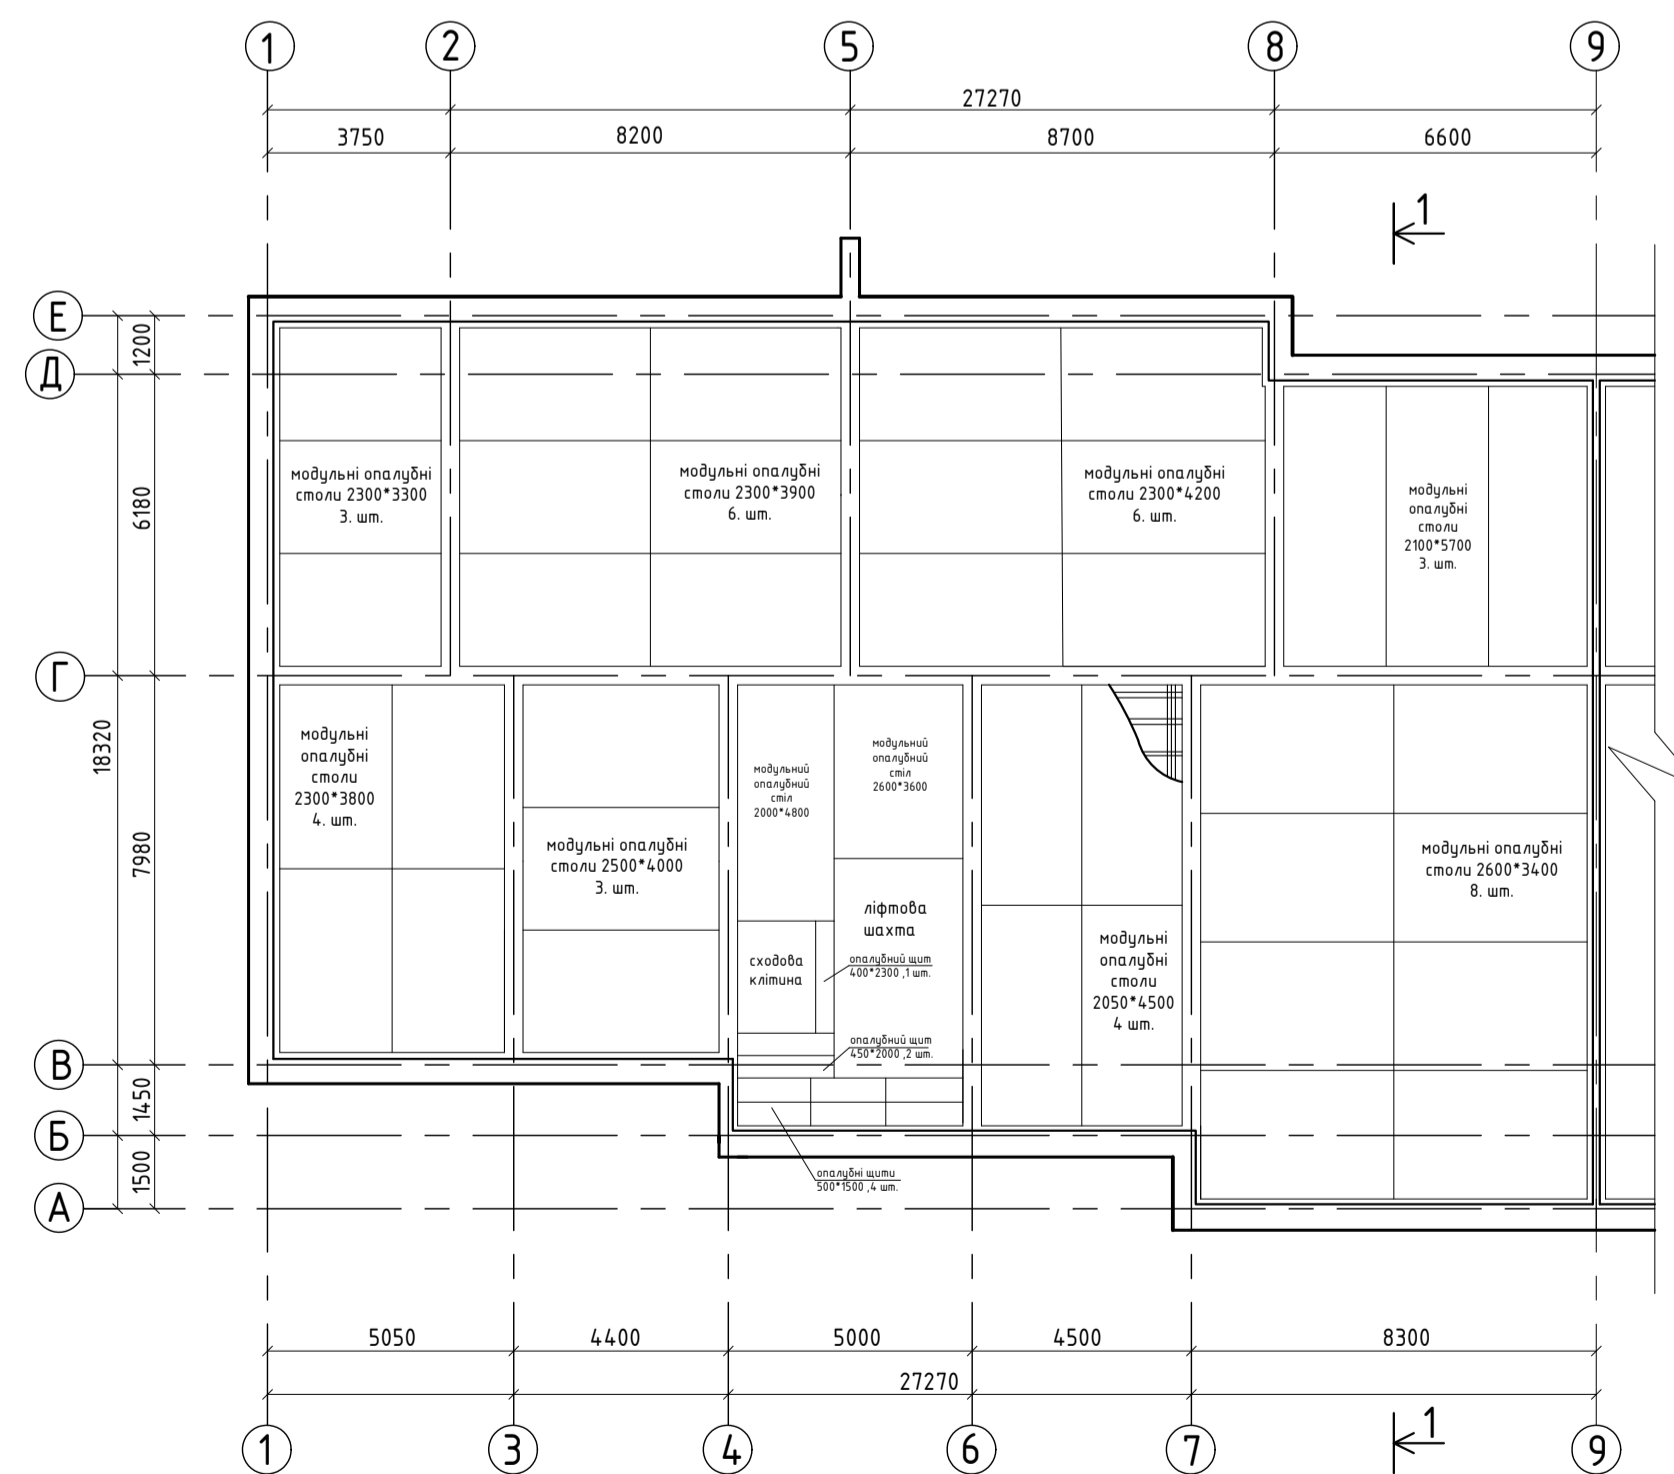 1
2
5
8
9
27270
3750
8200
8700
6600
1
Е
Д
Г
В
Б
А
1200
6180
18320
7980
1450
1500
модульні опалубні
столи 2300*3300
3. шт.
модульні опалубні
столи 2300*3900
6. шт.
модульні опалубні
столи 2300*4200
6. шт.
модульні
опалубні
столи
2100*5700
3. шт.
модульні
опалубні
столи
2300*3800
4. шт.
модульні опалубні
столи 2500*4000
3. шт.
модульний
опалубний
стіл
2000*4800
модульний
опалубний
стіл
2600*3600
ліфтова
шахта
сходова
клітина
опалубний щит
400*2300 ,1 шт.
опалубний щит
450*2000 ,2 шт.
модульні
опалубні
столи
2050*4500
4 шт.
модульні опалубні
столи 2600*3400
8. шт.
опалубні щити
500*1500 ,4 шт.
5050
4400
5000
4500
8300
27270
1
1
3
4
6
7
9